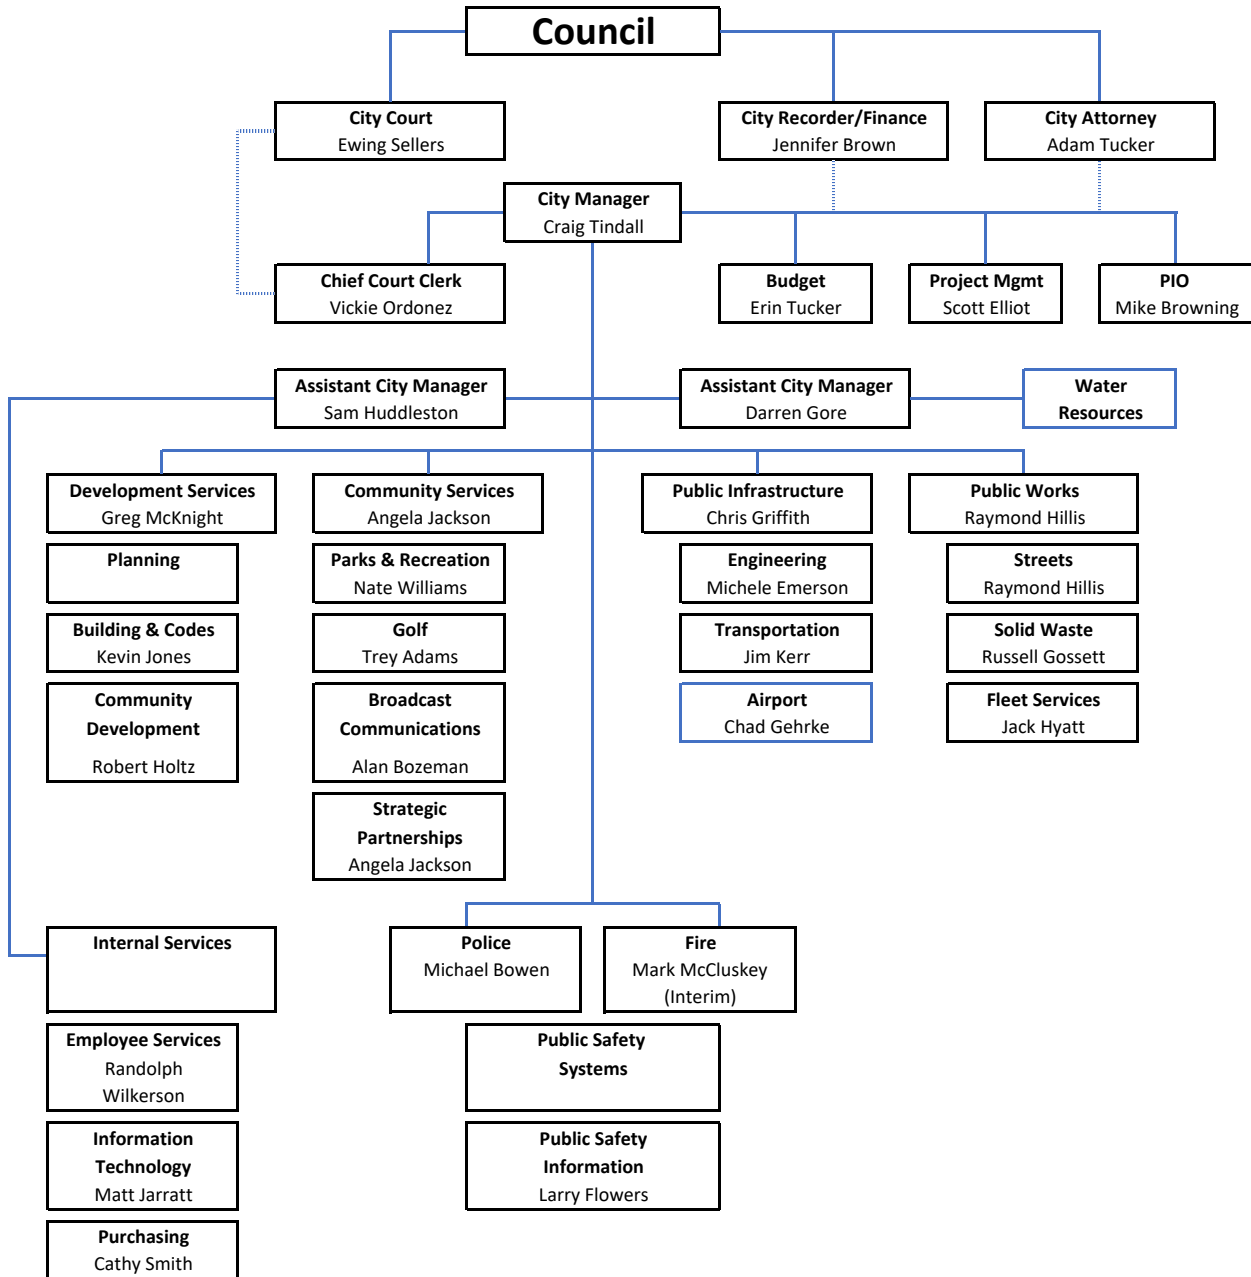 Council
City Court
Ewing Sellers
City Recorder/Finance
Jennifer Brown
City Attorney
Adam Tucker
City Manager
Craig Tindall
Chief Court Clerk
Vickie Ordonez
Budget
Erin Tucker
Project Mgmt
Scott Elliot
PIO
Mike Browning
Assistant City Manager
Sam Huddleston
Assistant City Manager
Darren Gore
Water
Resources
Development Services
Greg McKnight
Planning
Building & Codes
Kevin Jones
Community
Development
Robert Holtz
Community Services
Angela Jackson
Parks & Recreation
Nate Williams
Golf
Trey Adams
Broadcast
Communications
Alan Bozeman
Strategic
Partnerships
Angela Jackson
Public Infrastructure
Chris Griffith
Engineering
Michele Emerson
Transportation
Jim Kerr
Airport
Chad Gehrke
Public Works
Raymond Hillis
Streets
Raymond Hillis
Solid Waste
Russell Gossett
Fleet Services
Jack Hyatt
Internal Services
Employee Services
Randolph
Wilkerson
Information
Technology
Matt Jarratt
Purchasing
Cathy Smith
Police
Michael Bowen
Fire
Mark McCluskey
(Interim)
Public Safety
Systems
Public Safety
Information
Larry Flowers